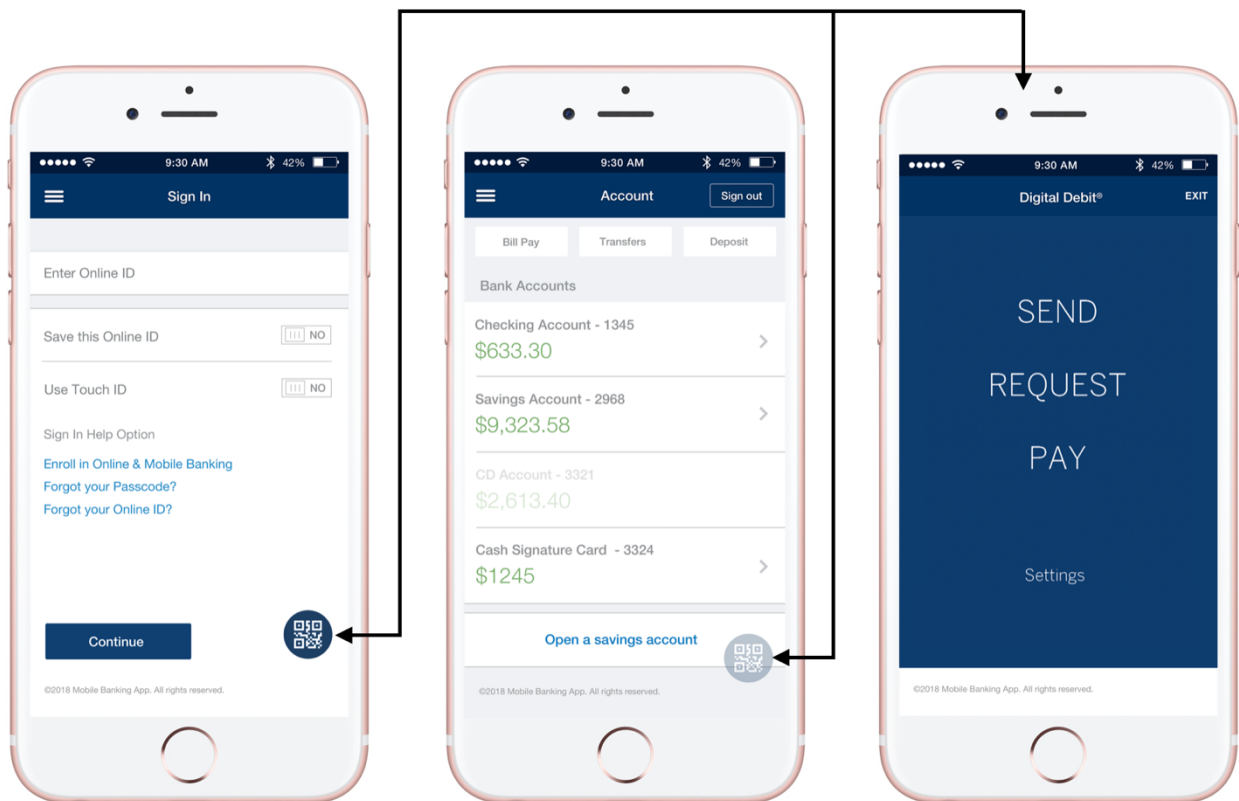 9:30 AM
42%
Sign In
Enter Online ID
Save this Online ID
NO
Use Touch ID
NO
Sign In Help Option
Enroll in Online & Mobile Banking
Forgot your Passcode?
Forgot your Online ID?
Continue
©2018 Mobile Banking App. All rights reserved.
9:30 AM
42%
Account
Sign out
Bill Pay
Transfers
Deposit
Bank Accounts
Checking Account - 1345
$633.30
Savings Account - 2968
$9,323.58
CD Account - 3321
$2,613.40
Cash Signature Card - 3324
$1245
Open a savings account
©2018 Mobile Banking App. All rights reserved.
9:30 AM
42%
Digital Debit®
EXIT
SEND
REQUEST
PAY
Settings
©2018 Mobile Banking App. All rights reserved.